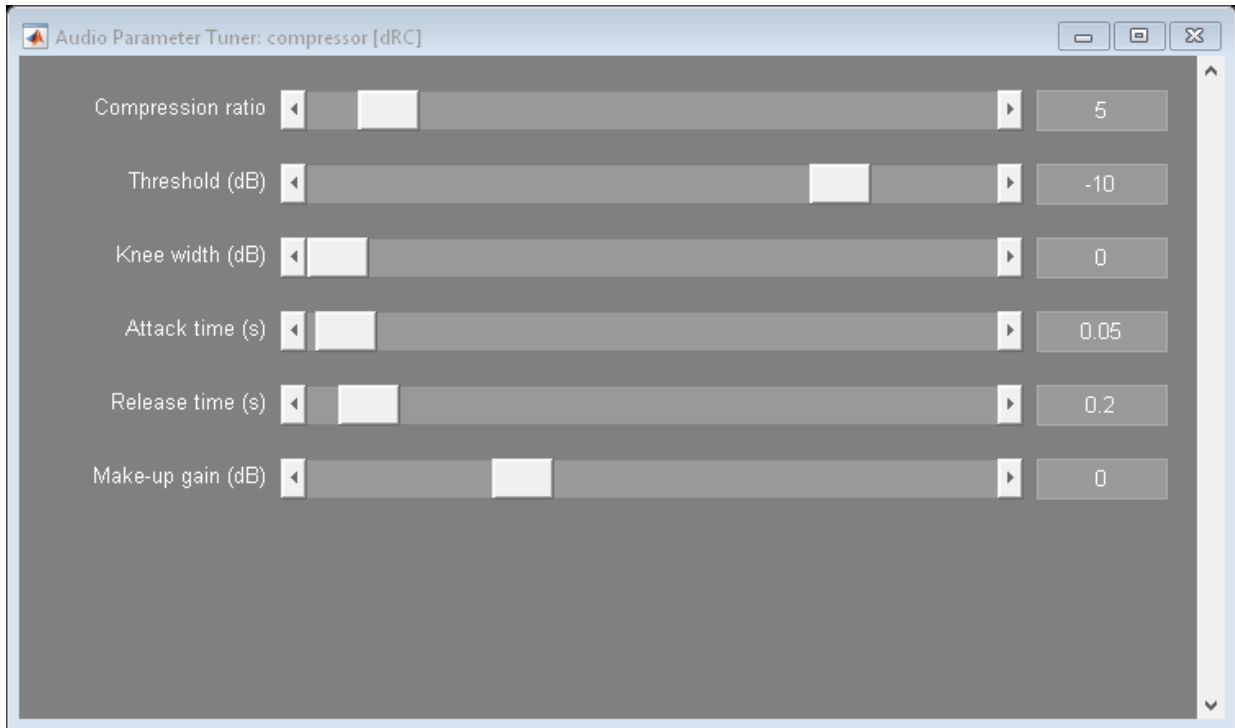 Audio Parameter Tuner: compressor [dRC]
Compression ratio 5
Threshold (dB) -10
Knee width (dB) 0
Attack time (s) 0.05
Release time (s) 0.2
Make-up gain (dB) 0